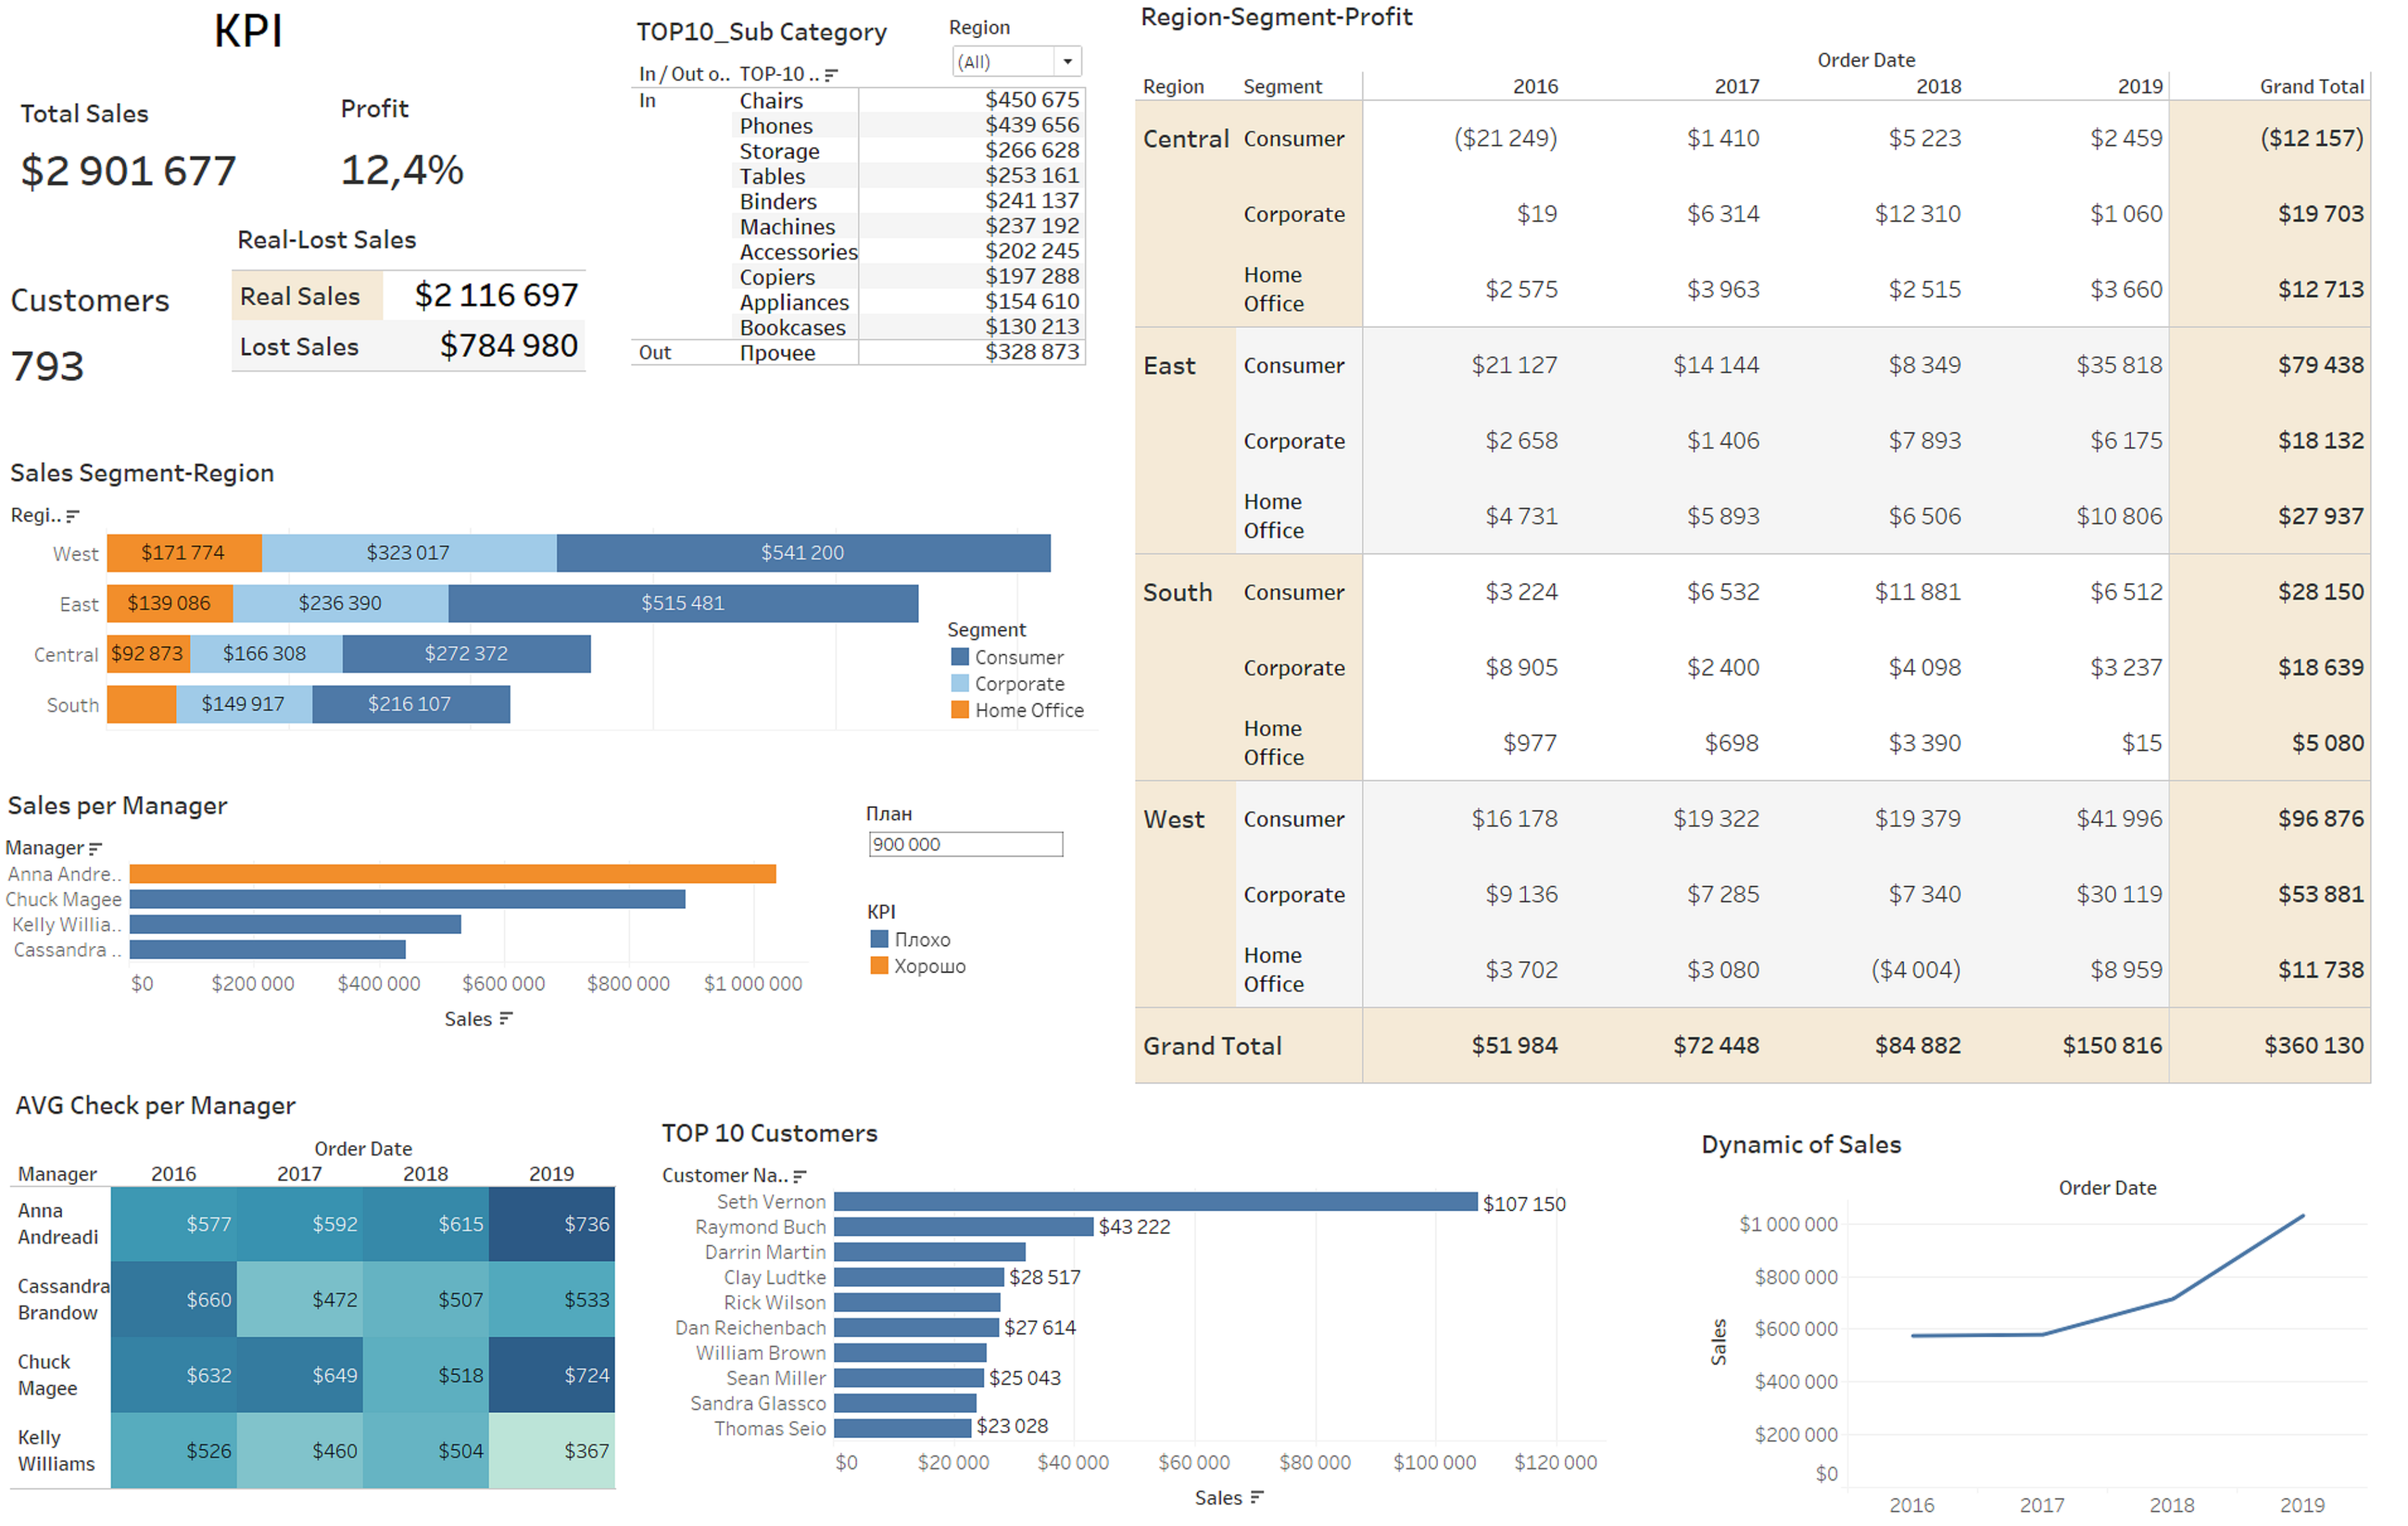 KPI
Total Sales
$2 901 677
Profit
12,4%
Customers
793
Real-Lost Sales
Real Sales $2 116 697
Lost Sales $784 980
TOP10_Sub Category
Region
(All)
In / Out o.. TOP-10 ..
In Chairs $450 675
Phones $439 656
Storage $266 628
Tables $253 161
Binders $241 137
Machines $237 192
Accessories $202 245
Copiers $197 288
Appliances $154 610
Bookcases $130 213
Out Прочее $328 873
Sales Segment-Region
Regi..
West $171 774 $323 017 $541 200
East $139 086 $236 390 $515 481
Central $92 873 $166 308 $272 372
South $149 917 $216 107
Segment
Consumer
Corporate
Home Office
Sales per Manager
Manager
Anna Andre..
Chuck Magee
Kelly Willia..
Cassandra ..
$0 $200 000 $400 000 $600 000 $800 000 $1 000 000
Sales
План
900 000
KPI
Плохо
Хорошо
Region-Segment-Profit
Order Date
Region Segment 2016 2017 2018 2019 Grand Total
Central Consumer ($21 249) $1 410 $5 223 $2 459 ($12 157)
Corporate $19 $6 314 $12 310 $1 060 $19 703
Home
Office $2 575 $3 963 $2 515 $3 660 $12 713
East Consumer $21 127 $14 144 $8 349 $35 818 $79 438
Corporate $2 658 $1 406 $7 893 $6 175 $18 132
Home
Office $4 731 $5 893 $6 506 $10 806 $27 937
South Consumer $3 224 $6 532 $11 881 $6 512 $28 150
Corporate $8 905 $2 400 $4 098 $3 237 $18 639
Home
Office $977 $698 $3 390 $15 $5 080
West Consumer $16 178 $19 322 $19 379 $41 996 $96 876
Corporate $9 136 $7 285 $7 340 $30 119 $53 881
Home
Office $3 702 $3 080 ($4 004) $8 959 $11 738
Grand Total $51 984 $72 448 $84 882 $150 816 $360 130
AVG Check per Manager
Order Date
Manager 2016 2017 2018 2019
Anna
Andreadi $577 $592 $615 $736
Cassandra
Brandow $660 $472 $507 $533
Chuck
Magee $632 $649 $518 $724
Kelly
Williams $526 $460 $504 $367
TOP 10 Customers
Customer Na..
Seth Vernon $107 150
Raymond Buch $43 222
Darrin Martin
Clay Ludtke $28 517
Rick Wilson
Dan Reichenbach $27 614
William Brown
Sean Miller $25 043
Sandra Glassco
Thomas Seio $23 028
$0 $20 000 $40 000 $60 000 $80 000 $100 000 $120 000
Sales
Dynamic of Sales
Order Date
$1 000 000
$800 000
$600 000
$400 000
$200 000
$0
Sales
2016 2017 2018 2019